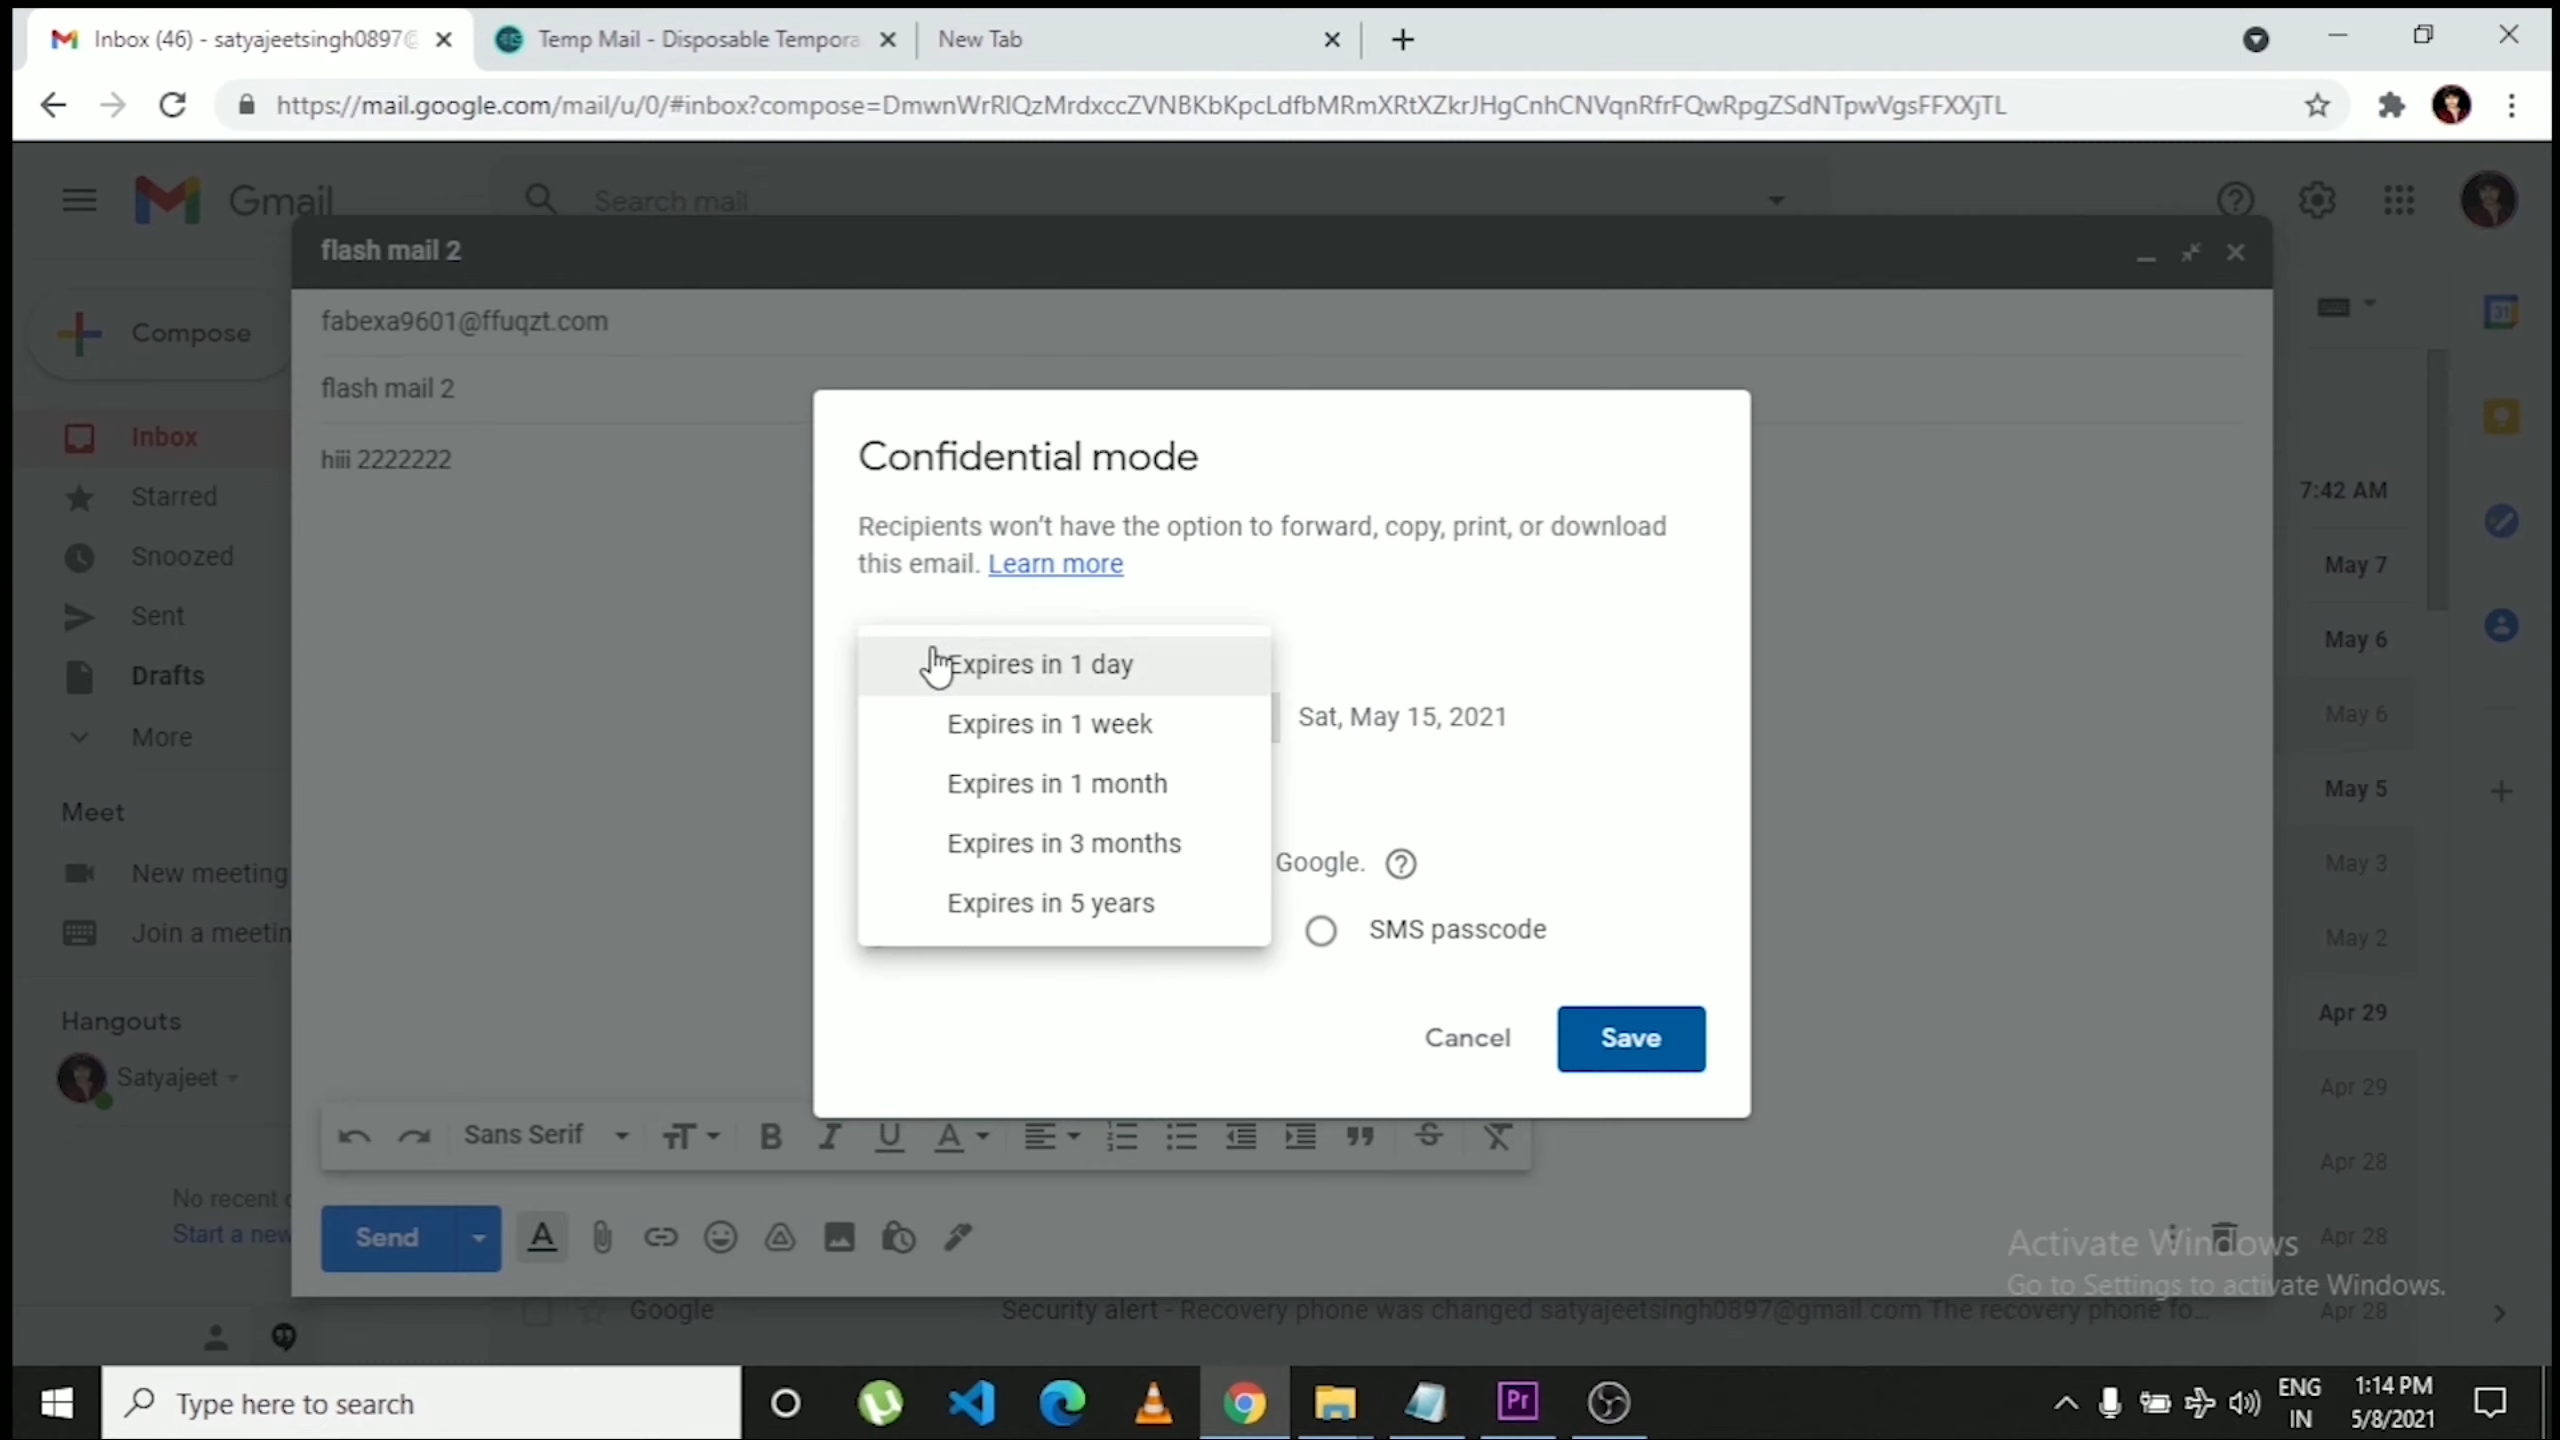 Inbox (46) - satyajeetsingh0897@
Temp Mail - Disposable Tempora
New Tab
https://mail.google.com/mail/u/0/#inbox?compose=DmwnWrRlQzMrdxccZVNBKbKpcLdfbMRmXRtXZkrJHgCnhCNVqnRfrFQwRpgZSdNTpwVgsFFXXjTL
Gmail
Search mail
flash mail 2
Compose
fabexa9601@ffuqzt.com
flash mail 2
hiii 2222222
Inbox
Starred
Snoozed
Sent
Drafts
More
Meet
New meeting
Join a meetin
Hangouts
Satyajeet
No recent
Start a new
Confidential mode
Recipients won't have the option to forward, copy, print, or download
this email. Learn more
Expires in 1 day
Expires in 1 week
Expires in 1 month
Expires in 3 months
Expires in 5 years
Sat, May 15, 2021
Google.
SMS passcode
Cancel
Save
7:42 AM
May 7
May 6
May 6
May 5
May 3
May 2
Apr 29
Apr 29
Apr 28
Apr 28
Apr 28
31
Sans Serif
Send
Activate Windows
Go to Settings to activate Windows.
Google
Security alert - Recovery phone was changed satyajeetsingh0897@gmail.com The recovery phone fo...
Type here to search
Pr
ENG
IN
1:14 PM
5/8/2021